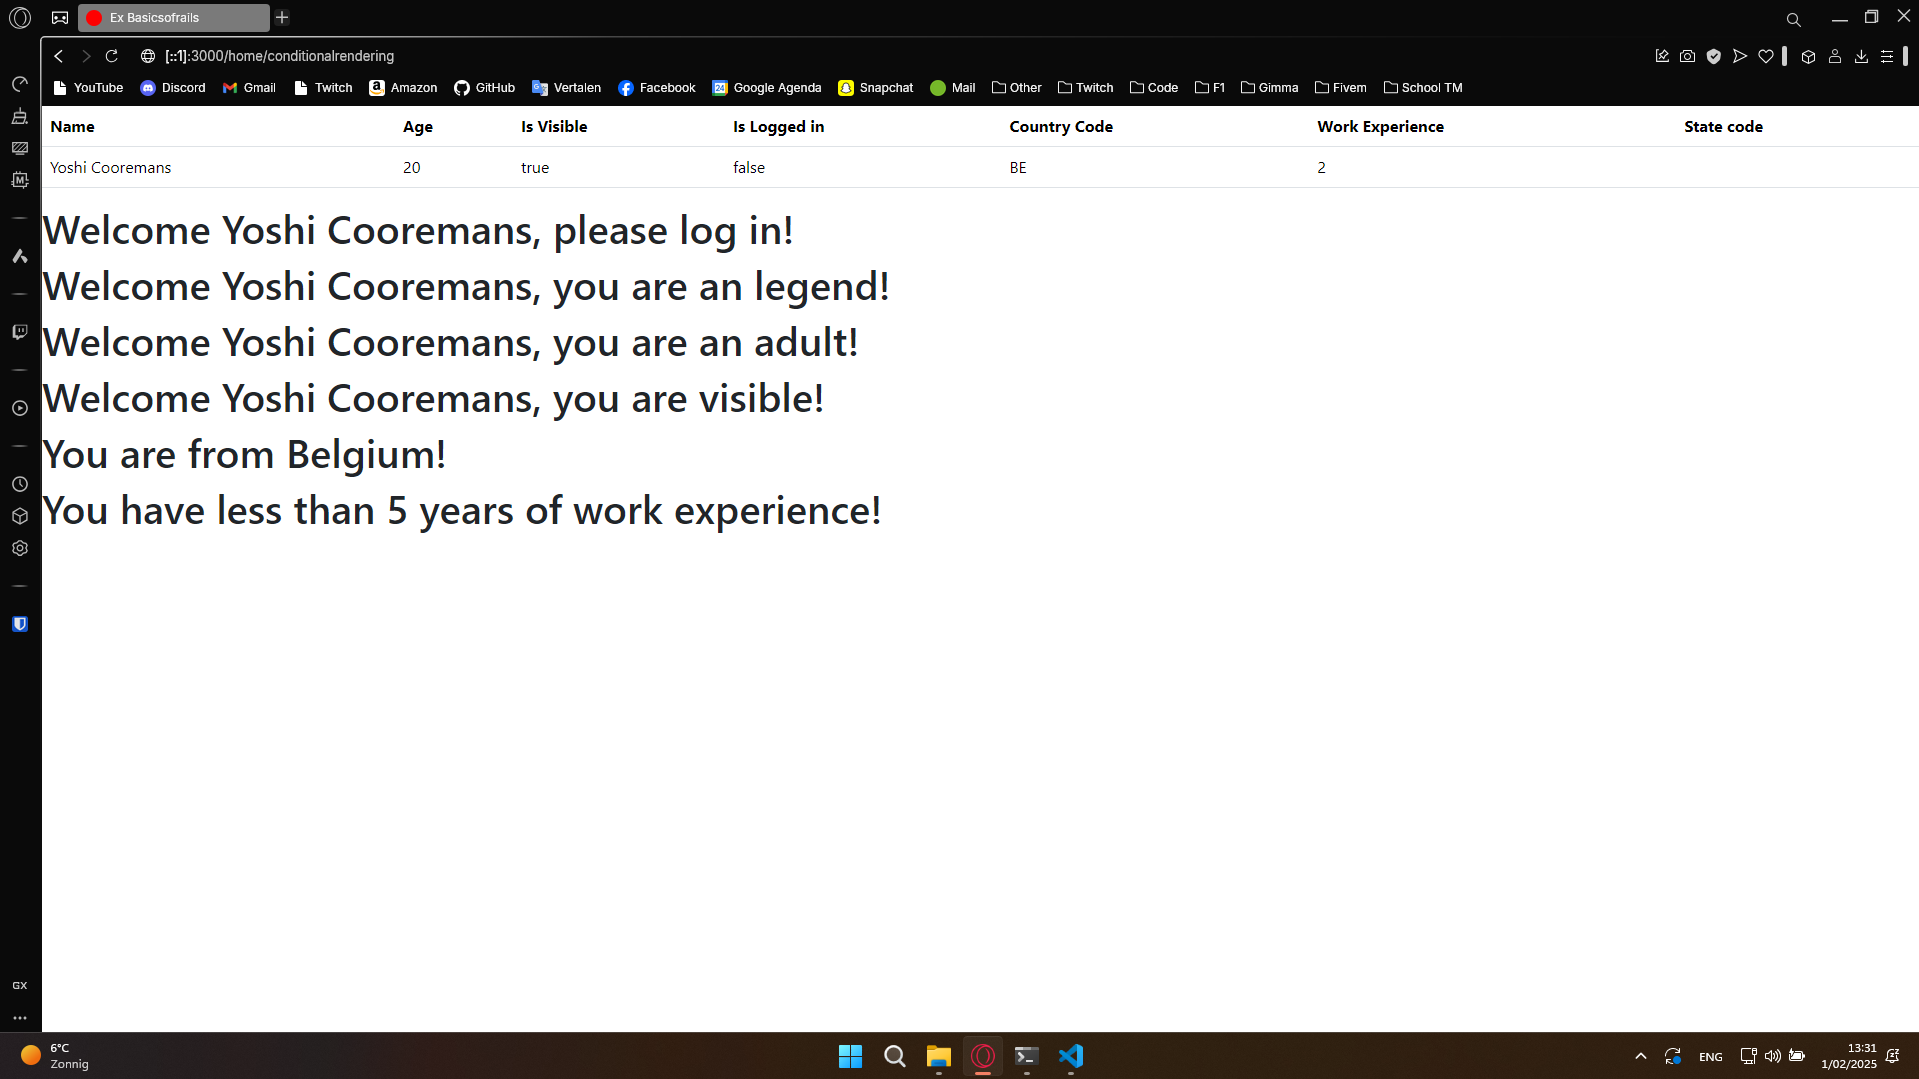 Ex Basicsofrails
[::1]:3000/home/conditionalrendering
YouTube Discord Gmail Twitch Amazon GitHub Vertalen Facebook 24 Google Agenda Snapchat Mail Other Twitch Code F1 Gimma Fivem School TM
Name Age Is Visible Is Logged in Country Code Work Experience State code
Yoshi Cooremans 20 true false BE 2
Welcome Yoshi Cooremans, please log in!
Welcome Yoshi Cooremans, you are an legend!
Welcome Yoshi Cooremans, you are an adult!
Welcome Yoshi Cooremans, you are visible!
You are from Belgium!
You have less than 5 years of work experience!
M
GX
6°C
Zonnig
ENG
13:31
1/02/2025